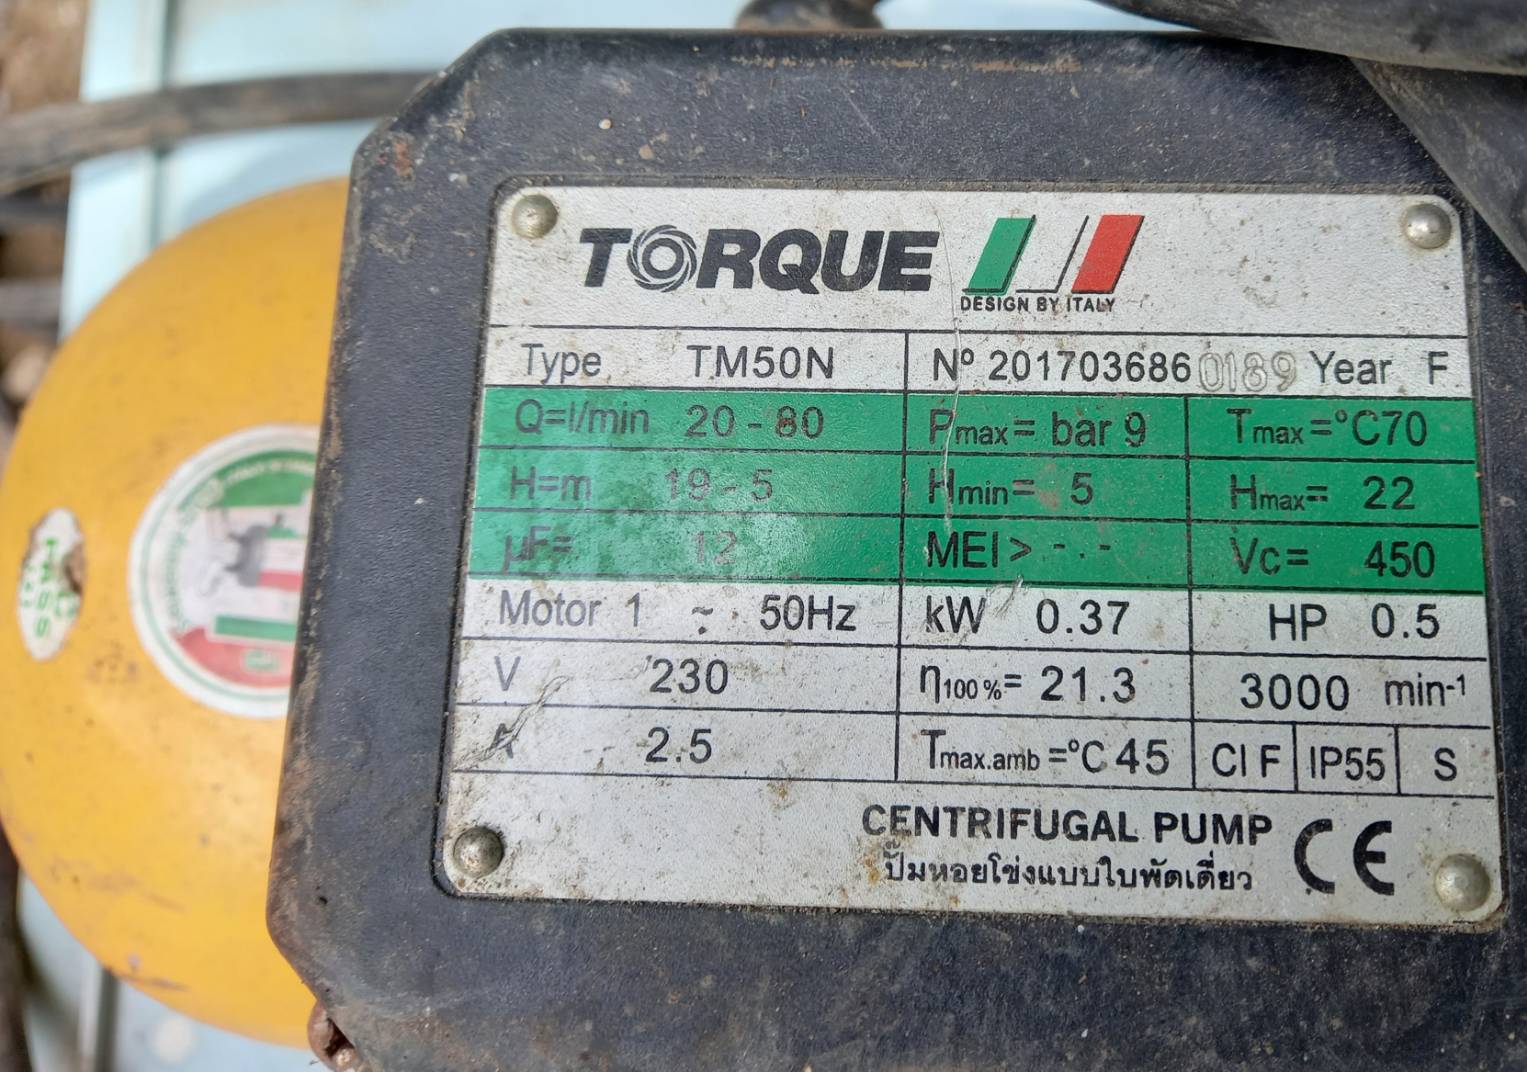 TORQUE
DESIGN BY ITALY
Type TM50N Nº 201703686 0189 Year F
Q=l/min 20 - 80 Pmax= bar 9 Tmax=°C70
H=m 19 - 5 Hmin= 5 Hmax= 22
µF= 12 MEI > -.- Vc= 450
Motor 1 ~ 50Hz kW 0.37 HP 0.5
V 230 η100%= 21.3 3000 min-1
A 2.5 Tmax.amb=°C 45 Cl F IP55 S
CENTRIFUGAL PUMP CE
ปั๊มหอยโข่งแบบใบพัดเดี่ยว